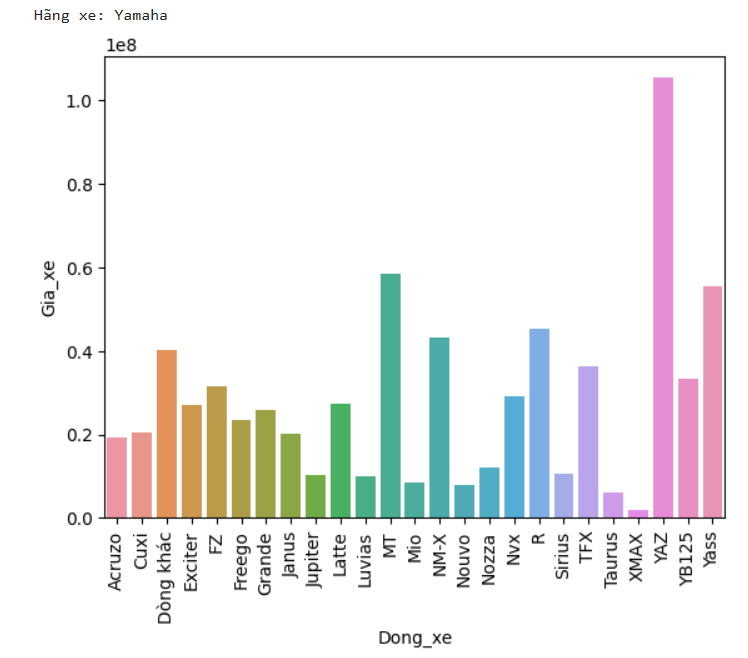 Hãng xe: Yamaha
1e8
1.0
0.8
0.6
0.4
0.2
0.0
Gia_xe
Acruzo
Cuxi
Dòng khác
Exciter
FZ
Freego
Grande
Janus
Jupiter
Latte
Luvias
MT
Mio
NM-X
Nouvo
Nozza
Nvx
R
Sirius
TFX
Taurus
XMAX
YAZ
YB125
Yass
Dong_xe